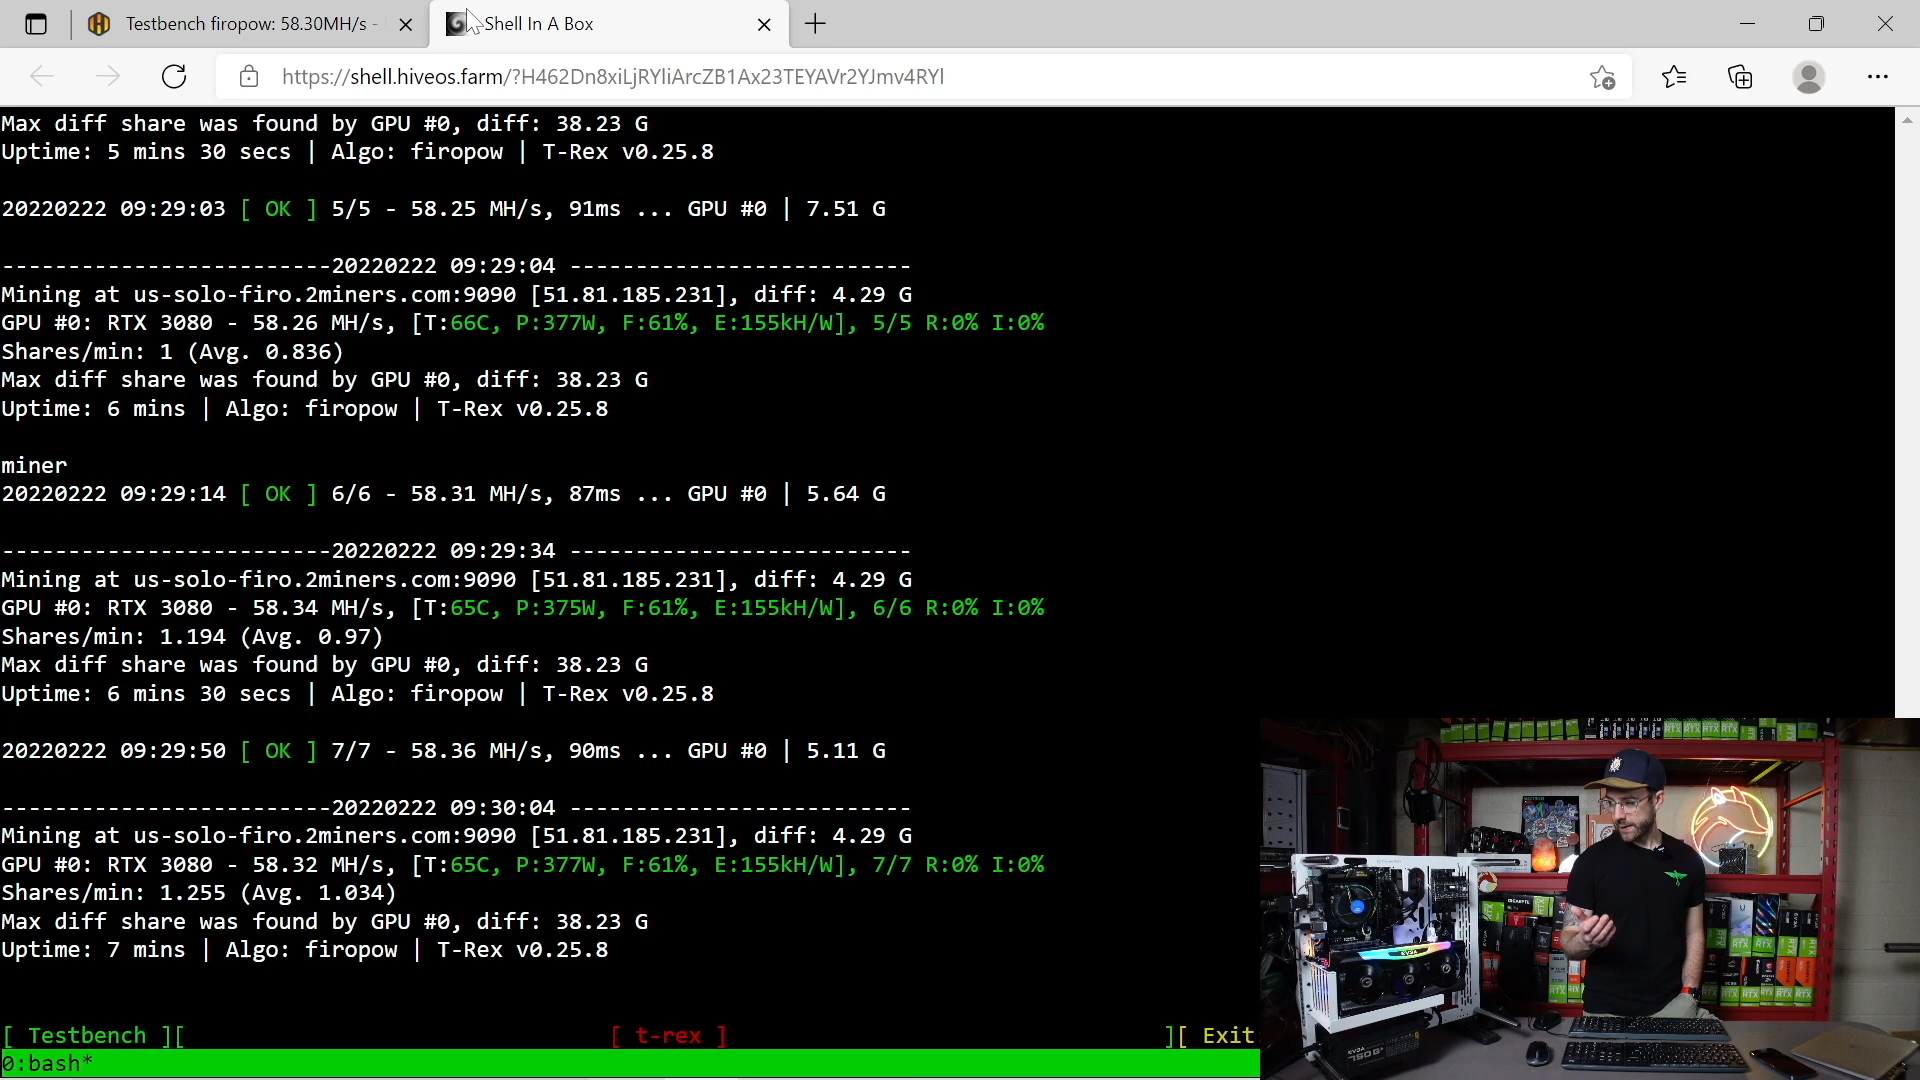 Testbench firopow: 58.30MH/s -
Shell In A Box
https://shell.hiveos.farm/?H462Dn8xiLjRYliArcZB1Ax23TEYAVr2YJmv4RYl
Max diff share was found by GPU #0, diff: 38.23 G
Uptime: 5 mins 30 secs | Algo: firopow | T-Rex v0.25.8
20220222 09:29:03 [ OK ] 5/5 - 58.25 MH/s, 91ms ... GPU #0 | 7.51 G
-------------------------20220222 09:29:04 --------------------------
Mining at us-solo-firo.2miners.com:9090 [51.81.185.231], diff: 4.29 G
GPU #0: RTX 3080 - 58.26 MH/s, [T:66C, P:377W, F:61%, E:155kH/W], 5/5 R:0% I:0%
Shares/min: 1 (Avg. 0.836)
Max diff share was found by GPU #0, diff: 38.23 G
Uptime: 6 mins | Algo: firopow | T-Rex v0.25.8
miner
20220222 09:29:14 [ OK ] 6/6 - 58.31 MH/s, 87ms ... GPU #0 | 5.64 G
-------------------------20220222 09:29:34 --------------------------
Mining at us-solo-firo.2miners.com:9090 [51.81.185.231], diff: 4.29 G
GPU #0: RTX 3080 - 58.34 MH/s, [T:65C, P:375W, F:61%, E:155kH/W], 6/6 R:0% I:0%
Shares/min: 1.194 (Avg. 0.97)
Max diff share was found by GPU #0, diff: 38.23 G
Uptime: 6 mins 30 secs | Algo: firopow | T-Rex v0.25.8
20220222 09:29:50 [ OK ] 7/7 - 58.36 MH/s, 90ms ... GPU #0 | 5.11 G
-------------------------20220222 09:30:04 --------------------------
Mining at us-solo-firo.2miners.com:9090 [51.81.185.231], diff: 4.29 G
GPU #0: RTX 3080 - 58.32 MH/s, [T:65C, P:377W, F:61%, E:155kH/W], 7/7 R:0% I:0%
Shares/min: 1.255 (Avg. 1.034)
Max diff share was found by GPU #0, diff: 38.23 G
Uptime: 7 mins | Algo: firopow | T-Rex v0.25.8
[ Testbench ][ [ t-rex ] ][ Exit
0:bash*